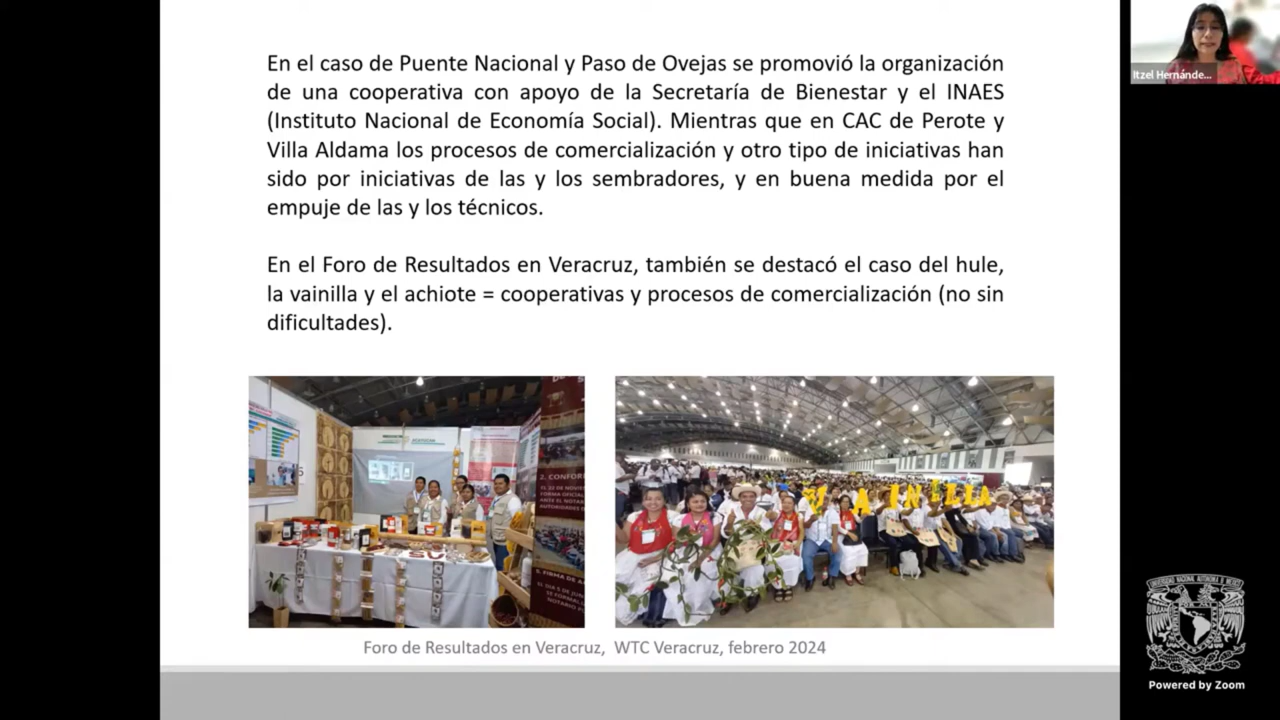 En el caso de Puente Nacional y Paso de Ovejas se promovió la organización
de una cooperativa con apoyo de la Secretaría de Bienestar y el INAES
(Instituto Nacional de Economía Social). Mientras que en CAC de Perote y
Villa Aldama los procesos de comercialización y otro tipo de iniciativas han
sido por iniciativas de las y los sembradores, y en buena medida por el
empuje de las y los técnicos.
En el Foro de Resultados en Veracruz, también se destacó el caso del hule,
la vainilla y el achiote = cooperativas y procesos de comercialización (no sin
dificultades).
2. CONFOR
SV
Foro de Resultados en Veracruz, WTC Veracruz, febrero 2024
Itzel Hernánde...
Powered by Zoom